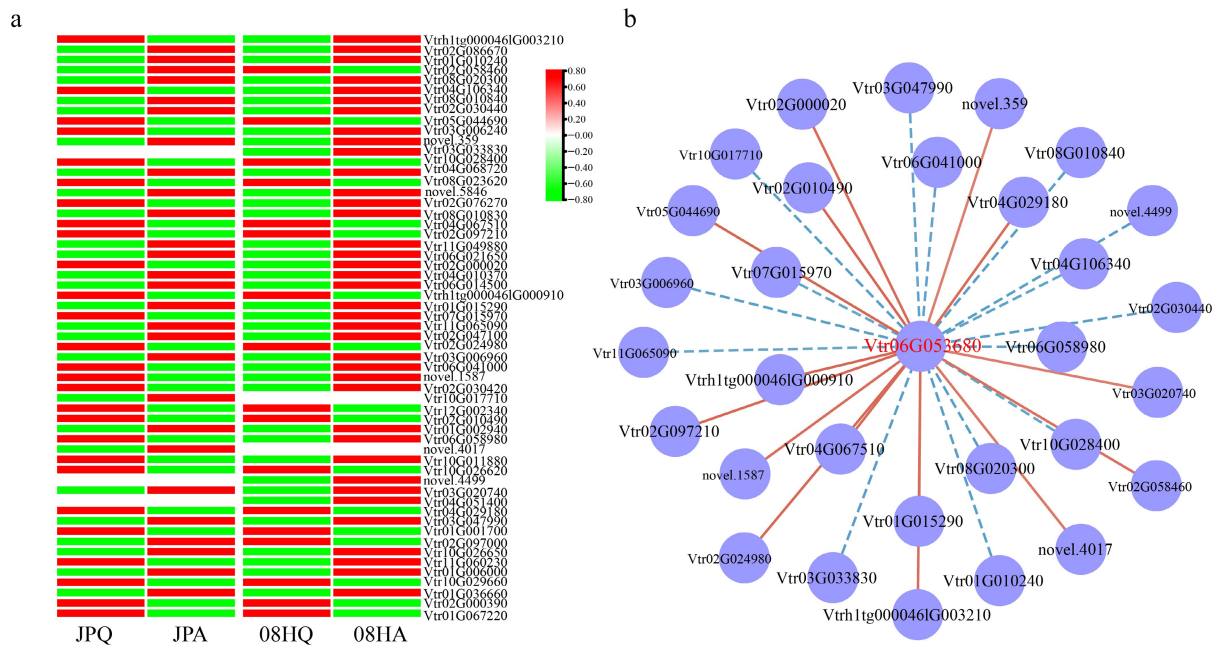 a
Vtrh1tg000046lG003210
Vtr02G086670
Vtr01G010240
Vtr02G058460
Vtr08G020300
Vtr04G106340
Vtr08G010840
Vtr02G030440
Vtr05G044690
Vtr03G006240
novel.359
Vtr03G033830
Vtr10G028400
Vtr04G068720
Vtr08G023620
novel.5846
Vtr02G076270
Vtr08G010830
Vtr04G067510
Vtr02G097210
Vtr11G049880
Vtr06G021650
Vtr02G000020
Vtr04G010370
Vtr06G014500
Vtrh1tg000046lG000910
Vtr01G015290
Vtr07G015970
Vtr11G065090
Vtr02G047100
Vtr02G024980
Vtr03G006960
Vtr06G041000
novel.1587
Vtr02G030420
Vtr10G017710
Vtr12G002340
Vtr02G010490
Vtr01G002940
Vtr06G058980
novel.4017
Vtr10G011880
Vtr10G026620
novel.4499
Vtr03G020740
Vtr04G051400
Vtr04G029180
Vtr03G047990
Vtr01G001700
Vtr02G097000
Vtr10G026650
Vtr11G060230
Vtr01G006000
Vtr10G029660
Vtr01G036660
Vtr02G000390
Vtr01G067220
JPQ JPA 08HQ 08HA
0.80
0.60
0.40
0.20
−0.00
−0.20
−0.40
−0.60
−0.80
b
Vtr03G047990
Vtr02G000020
novel.359
Vtr10G017710
Vtr06G041000
Vtr08G010840
Vtr02G010490
Vtr04G029180
Vtr05G044690
novel.4499
Vtr07G015970
Vtr04G106340
Vtr03G006960
Vtr02G030440
Vtr06G053680
Vtr11G065090
Vtr06G058980
Vtrh1tg000046lG000910
Vtr03G020740
Vtr02G097210
Vtr04G067510
Vtr10G028400
novel.1587
Vtr08G020300
Vtr02G058460
Vtr01G015290
Vtr02G024980
novel.4017
Vtr03G033830
Vtr01G010240
Vtrh1tg000046lG003210